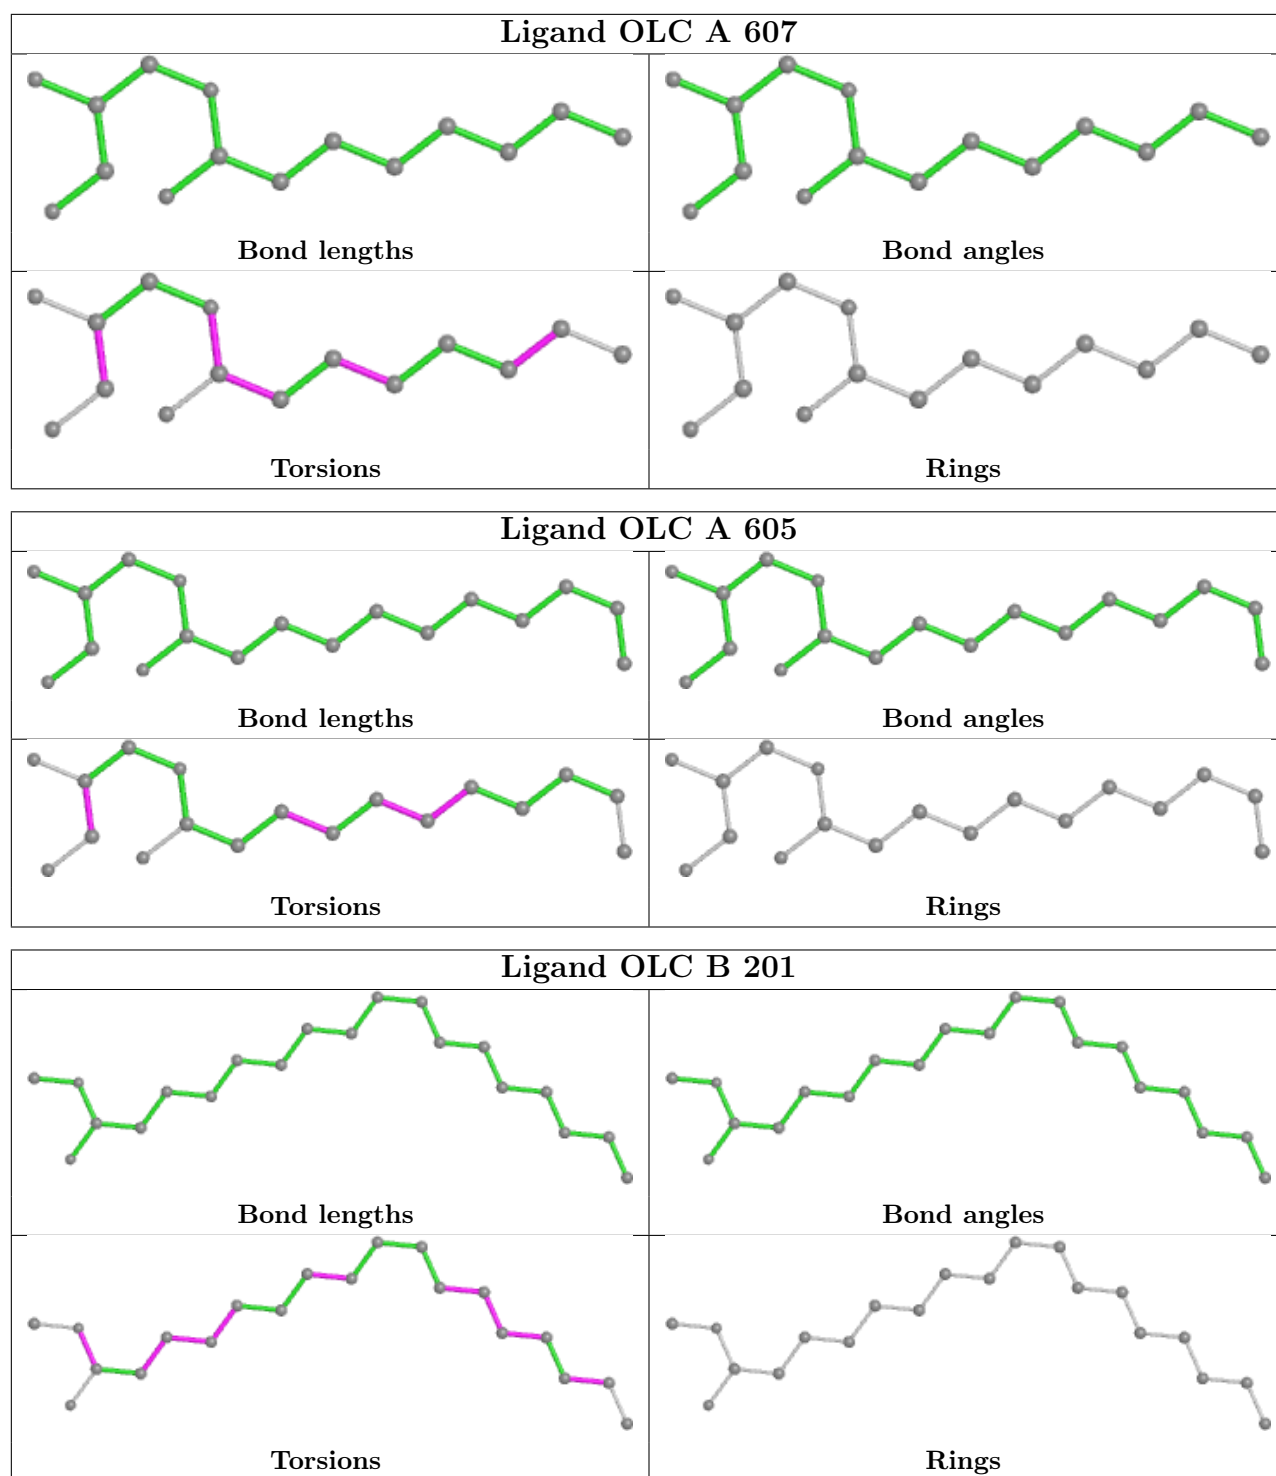 Ligand OLC A 607
Bond lengths
Bond angles
Torsions
Rings
Ligand OLC A 605
Bond lengths
Bond angles
Torsions
Rings
Ligand OLC B 201
Bond lengths
Bond angles
Torsions
Rings